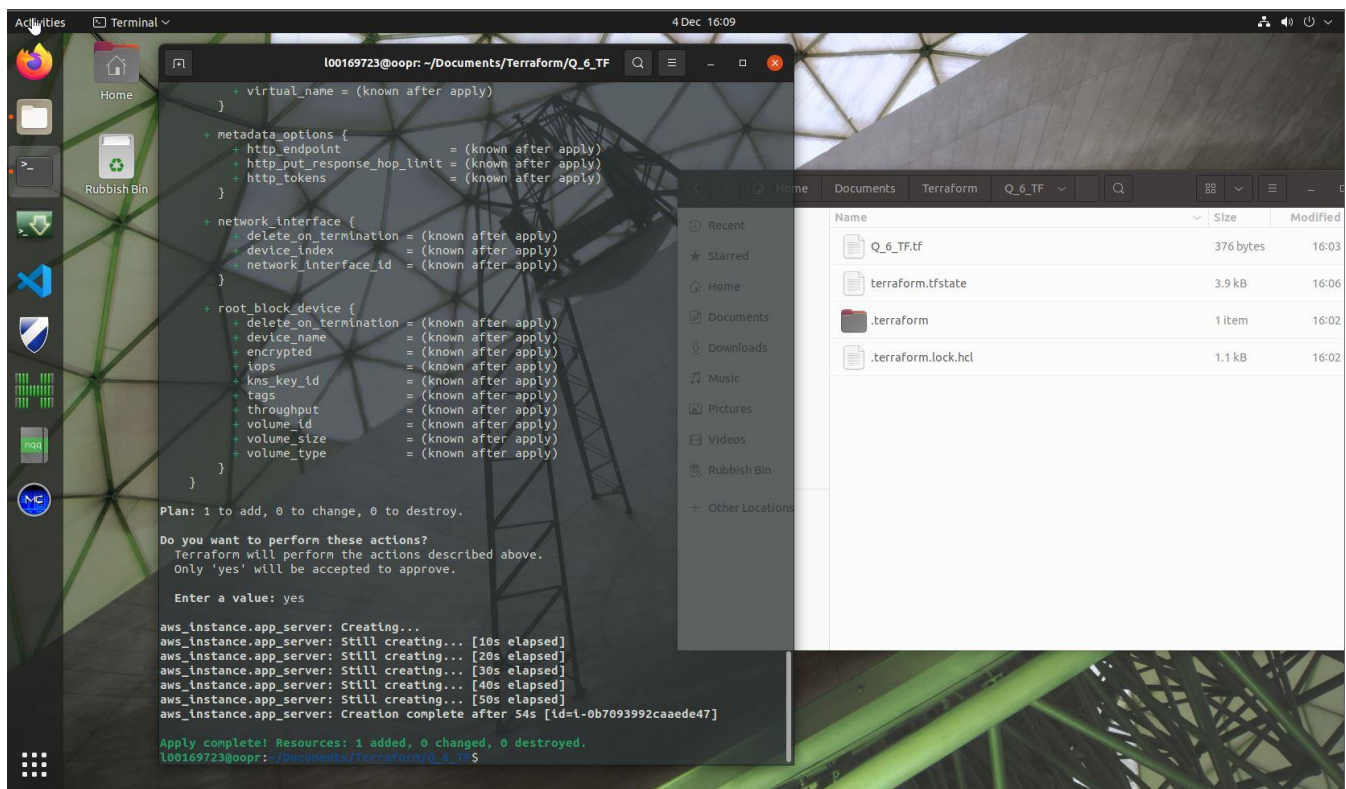 Activities
Terminal
4 Dec 16:09
Home
Rubbish Bin
nqq
MC
l00169723@oopr: ~/Documents/Terraform/Q_6_TF
+ virtual_name = (known after apply)
}
+ metadata_options {
+ http_endpoint = (known after apply)
+ http_put_response_hop_limit = (known after apply)
+ http_tokens = (known after apply)
}
+ network_interface {
+ delete_on_termination = (known after apply)
+ device_index = (known after apply)
+ network_interface_id = (known after apply)
}
+ root_block_device {
+ delete_on_termination = (known after apply)
+ device_name = (known after apply)
+ encrypted = (known after apply)
+ iops = (known after apply)
+ kms_key_id = (known after apply)
+ tags = (known after apply)
+ throughput = (known after apply)
+ volume_id = (known after apply)
+ volume_size = (known after apply)
+ volume_type = (known after apply)
}
}
Plan: 1 to add, 0 to change, 0 to destroy.
Do you want to perform these actions?
Terraform will perform the actions described above.
Only 'yes' will be accepted to approve.
Enter a value: yes
aws_instance.app_server: Creating...
aws_instance.app_server: Still creating... [10s elapsed]
aws_instance.app_server: Still creating... [20s elapsed]
aws_instance.app_server: Still creating... [30s elapsed]
aws_instance.app_server: Still creating... [40s elapsed]
aws_instance.app_server: Still creating... [50s elapsed]
aws_instance.app_server: Creation complete after 54s [id=i-0b7093992caaede47]
Apply complete! Resources: 1 added, 0 changed, 0 destroyed.
l00169723@oopr:~/Documents/Terraform/Q_6_TF$
Home Documents Terraform Q_6_TF
Recent
Starred
Home
Documents
Downloads
Music
Pictures
Videos
Rubbish Bin
+ Other Locations
Name Size Modified
Q_6_TF.tf 376 bytes 16:03
terraform.tfstate 3.9 kB 16:06
.terraform 1 item 16:02
.terraform.lock.hcl 1.1 kB 16:02